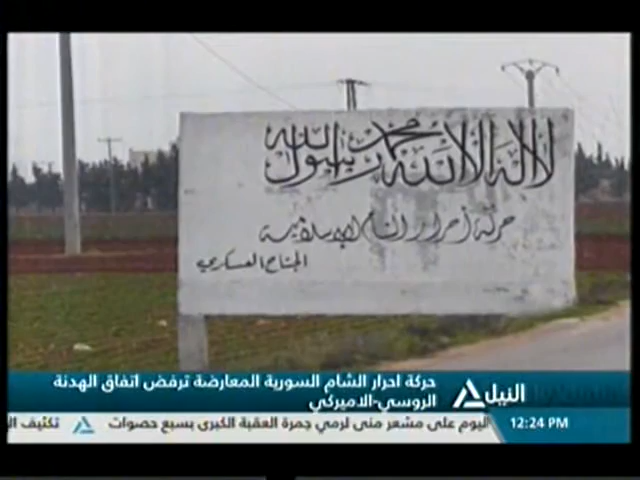 لا إله إلا الله محمد رسول الله
حركة أحرار الشام الإسلامية
الجناح العسكري
حركة احرار الشام السورية المعارضة ترفض اتفاق الهدنة
الروسي-الاميركي
النيل
اليوم على مشعر منى لرمي جمرة العقبة الكبرى بسبع حصوات
تكثيف
12:24 PM